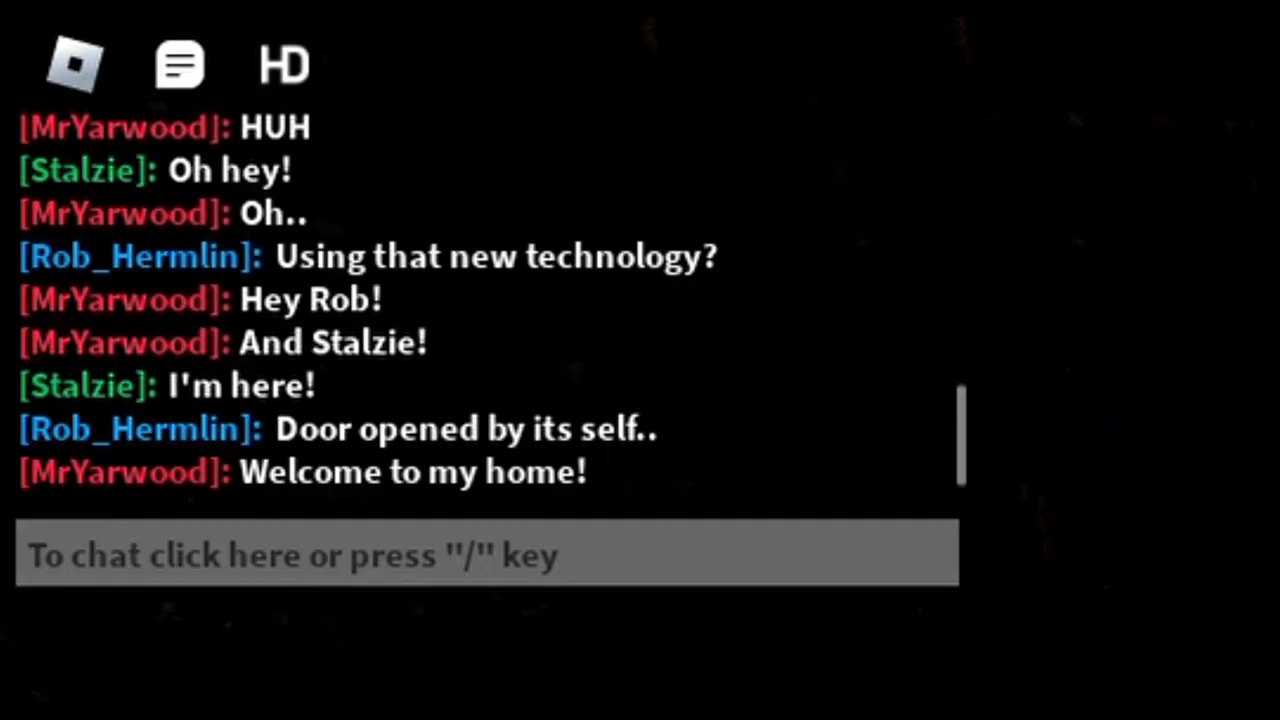 HD
[MrYarwood]: HUH
[Stalzie]: Oh hey!
[MrYarwood]: Oh..
[Rob_Hermlin]: Using that new technology?
[MrYarwood]: Hey Rob!
[MrYarwood]: And Stalzie!
[Stalzie]: I'm here!
[Rob_Hermlin]: Door opened by its self..
[MrYarwood]: Welcome to my home!
To chat click here or press "/" key